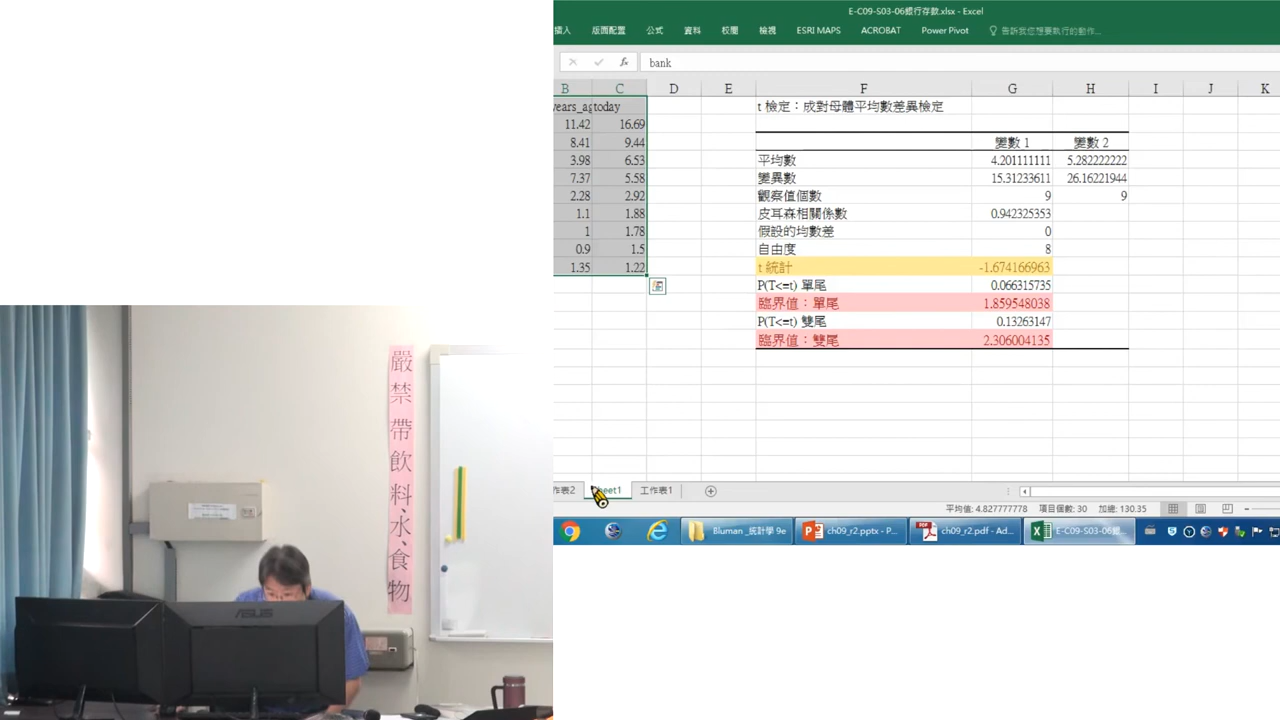 E-C09-S03-06銀行存款.xlsx - Excel
插入 版面配置 公式 資料 校閱 檢視 ESRI MAPS ACROBAT Power Pivot 告訴我您想要執行的動作...
fx bank
B C D E F G H I J K
years_ag today t 檢定：成對母體平均數差異檢定
11.42 16.69
8.41 9.44 變數 1 變數 2
3.98 6.53 平均數 4.201111111 5.282222222
7.37 5.58 變異數 15.31233611 26.16221944
2.28 2.92 觀察值個數 9 9
1.1 1.88 皮耳森相關係數 0.942325353
1 1.78 假設的均數差 0
0.9 1.5 自由度 8
1.35 1.22 t 統計 -1.674166963
P(T<=t) 單尾 0.066315735
臨界值：單尾 1.859548038
P(T<=t) 雙尾 0.13263147
臨界值：雙尾 2.306004135
作表2 heet1 工作表1
平均值: 4.827777778 項目個數: 30 加總: 130.35
Bluman _統計學 9e ch09_r2.pptx - P... ch09_r2.pdf - Ad... E-C09-S03-06銀...
嚴禁帶飲料、水、食物
ASUS